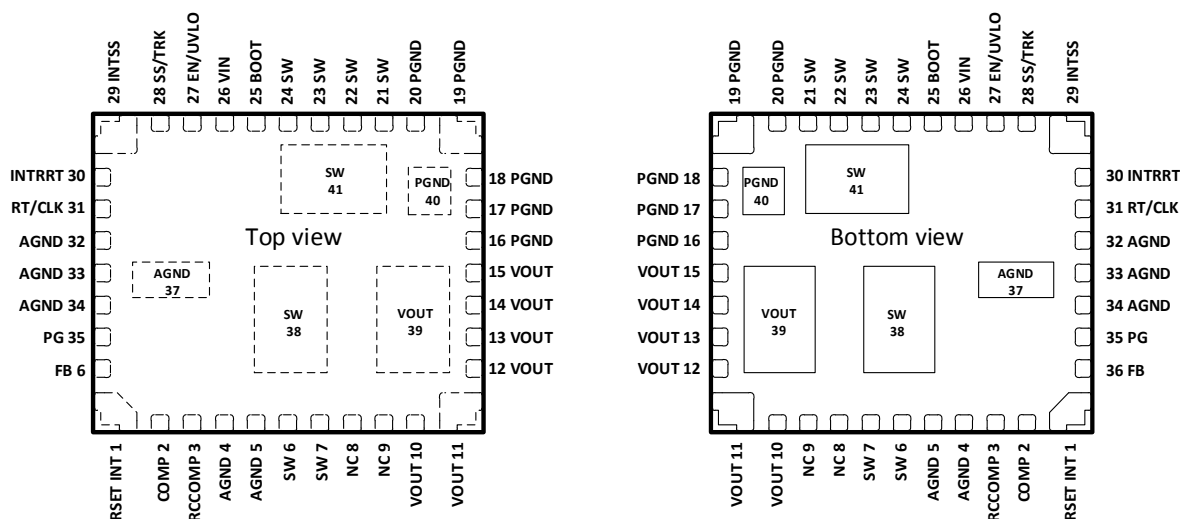 29 INTSS
28 SS/TRK
27 EN/UVLO
26 VIN
25 BOOT
24 SW
23 SW
22 SW
21 SW
20 PGND
19 PGND
INTRRT 30
RT/CLK 31
AGND 32
AGND 33
AGND 34
PG 35
FB 6
SW
41
PGND
40
Top view
AGND
37
SW
38
VOUT
39
18 PGND
17 PGND
16 PGND
15 VOUT
14 VOUT
13 VOUT
12 VOUT
RSET INT 1
COMP 2
RCCOMP 3
AGND 4
AGND 5
SW 6
SW 7
NC 8
NC 9
VOUT 10
VOUT 11
19 PGND
20 PGND
21 SW
22 SW
23 SW
24 SW
25 BOOT
26 VIN
27 EN/UVLO
28 SS/TRK
29 INTSS
PGND 18
PGND 17
PGND 16
VOUT 15
VOUT 14
VOUT 13
VOUT 12
PGND
40
SW
41
Bottom view
AGND
37
VOUT
39
SW
38
30 INTRRT
31 RT/CLK
32 AGND
33 AGND
34 AGND
35 PG
36 FB
VOUT 11
VOUT 10
NC 9
NC 8
SW 7
SW 6
AGND 5
AGND 4
RCCOMP 3
COMP 2
RSET INT 1